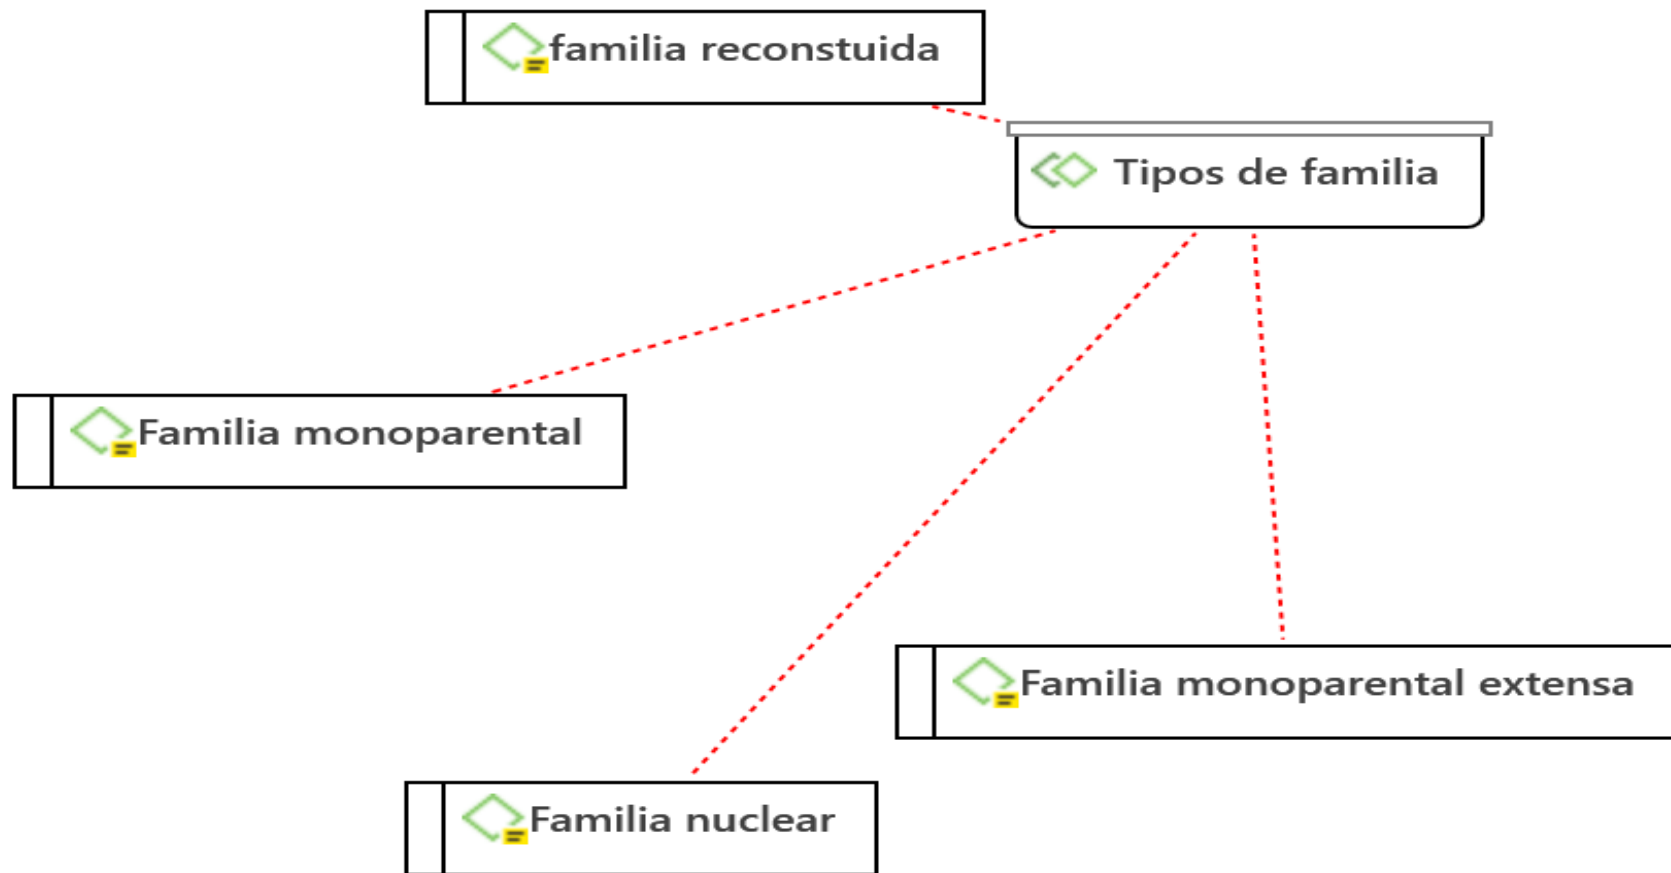 familia reconstuida
Tipos de familia
Familia monoparental
Familia monoparental extensa
Familia nuclear